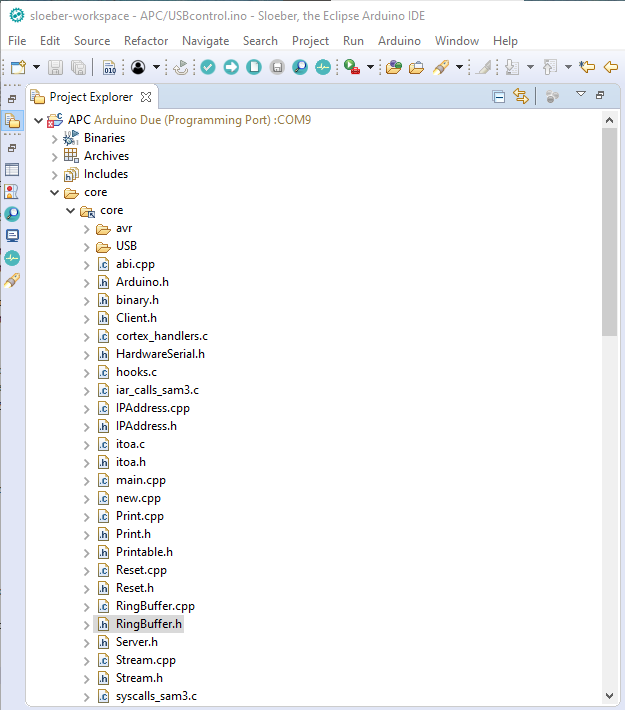 sloeber-workspace - APC/USBcontrol.ino - Sloeber, the Eclipse Arduino IDE
File Edit Source Refactor Navigate Search Project Run Arduino Window Help
010
Project Explorer
APC Arduino Due (Programming Port) :COM9
Binaries
Archives
Includes
core
core
avr
USB
abi.cpp
Arduino.h
binary.h
Client.h
cortex_handlers.c
HardwareSerial.h
hooks.c
iar_calls_sam3.c
IPAddress.cpp
IPAddress.h
itoa.c
itoa.h
main.cpp
new.cpp
Print.cpp
Print.h
Printable.h
Reset.cpp
Reset.h
RingBuffer.cpp
RingBuffer.h
Server.h
Stream.cpp
Stream.h
syscalls_sam3.c